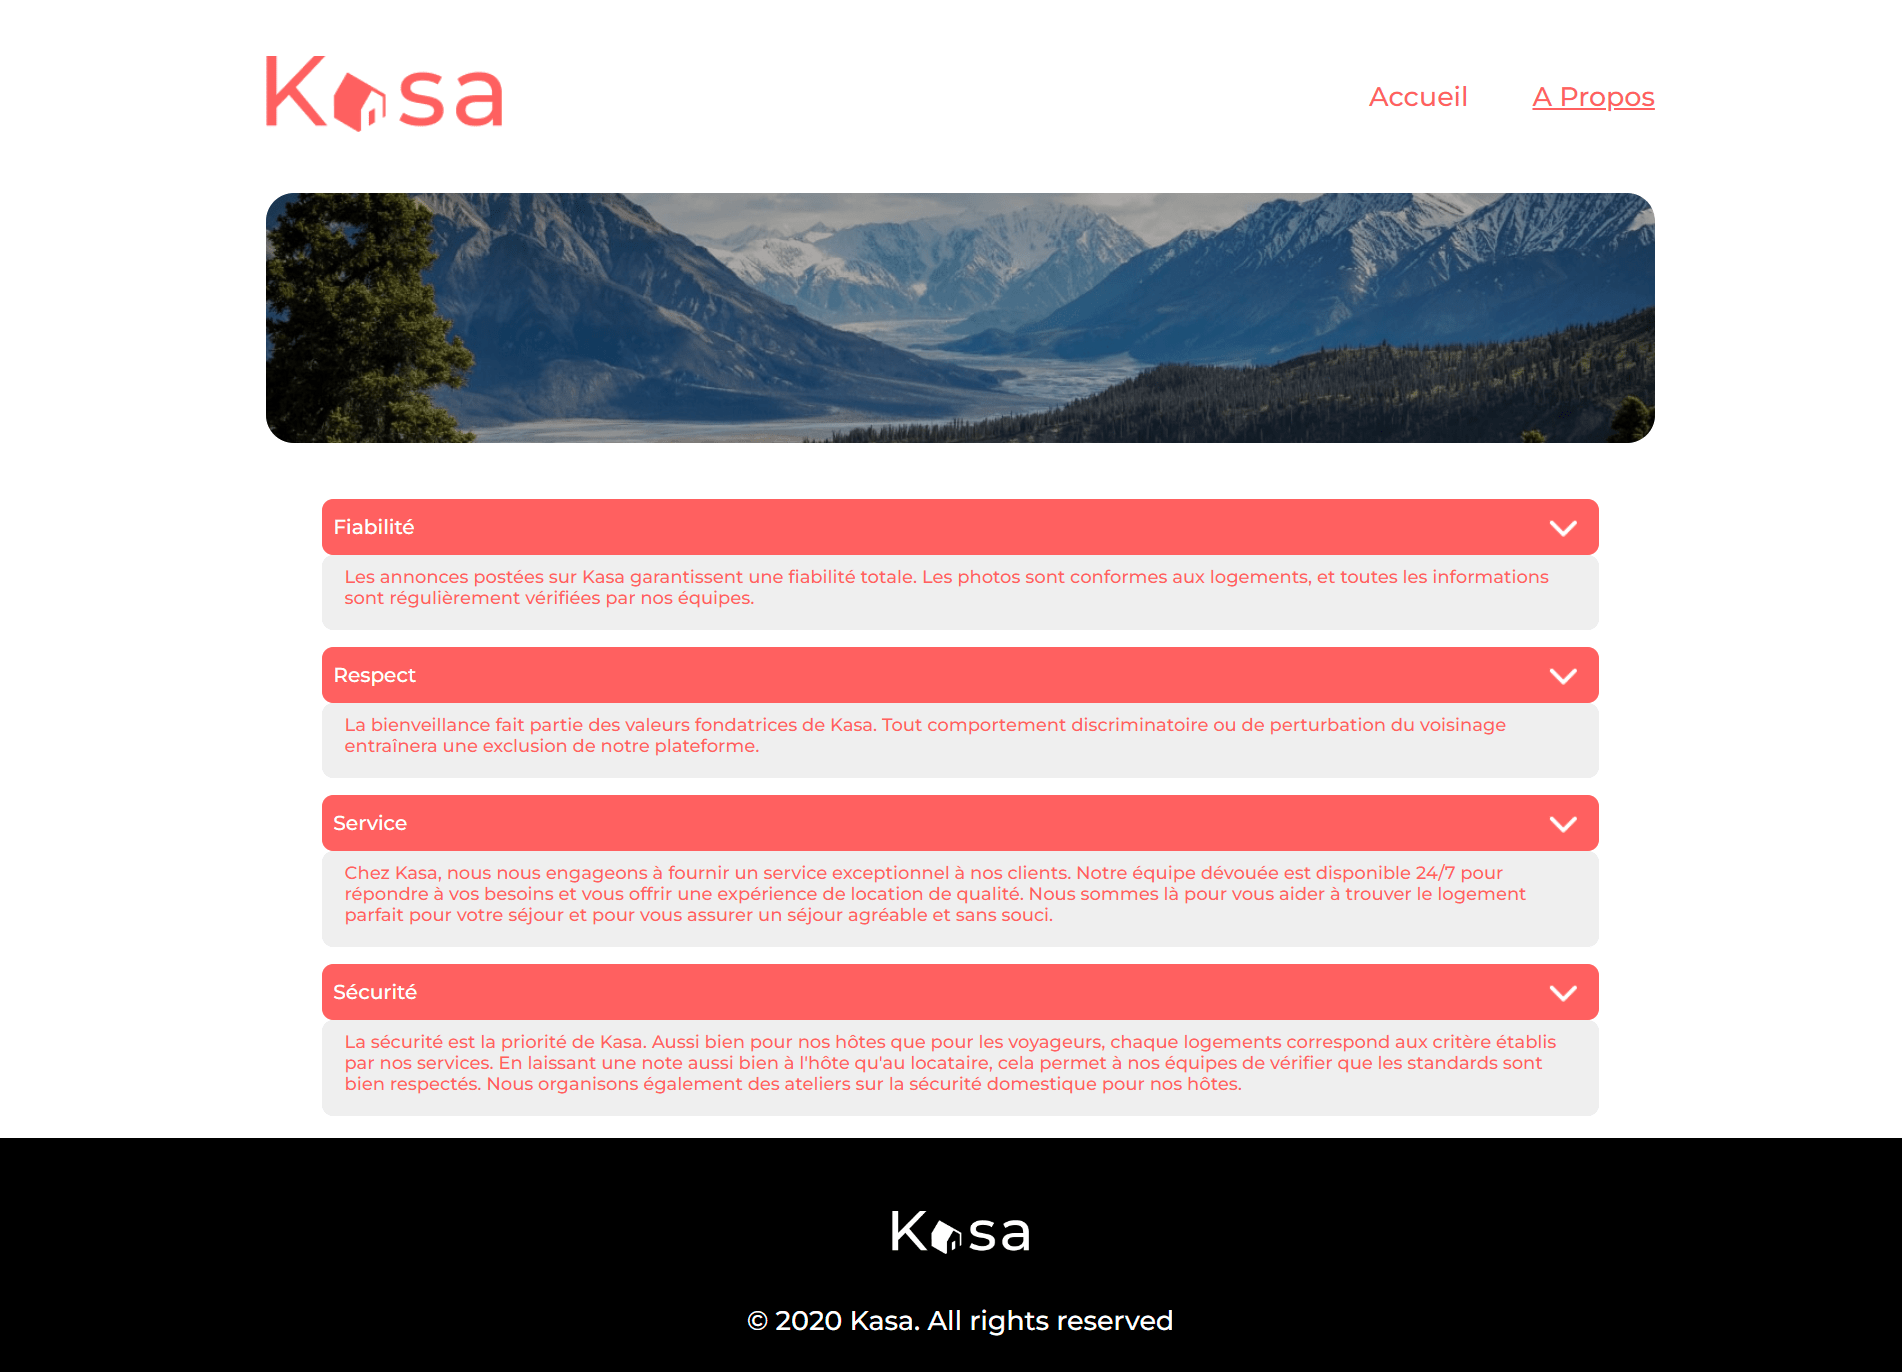 Kasa
Accueil
A Propos
Fiabilité
Les annonces postées sur Kasa garantissent une fiabilité totale. Les photos sont conformes aux logements, et toutes les informations
sont régulièrement vérifiées par nos équipes.
Respect
La bienveillance fait partie des valeurs fondatrices de Kasa. Tout comportement discriminatoire ou de perturbation du voisinage
entraînera une exclusion de notre plateforme.
Service
Chez Kasa, nous nous engageons à fournir un service exceptionnel à nos clients. Notre équipe dévouée est disponible 24/7 pour
répondre à vos besoins et vous offrir une expérience de location de qualité. Nous sommes là pour vous aider à trouver le logement
parfait pour votre séjour et pour vous assurer un séjour agréable et sans souci.
Sécurité
La sécurité est la priorité de Kasa. Aussi bien pour nos hôtes que pour les voyageurs, chaque logements correspond aux critère établis
par nos services. En laissant une note aussi bien à l'hôte qu'au locataire, cela permet à nos équipes de vérifier que les standards sont
bien respectés. Nous organisons également des ateliers sur la sécurité domestique pour nos hôtes.
Kasa
© 2020 Kasa. All rights reserved